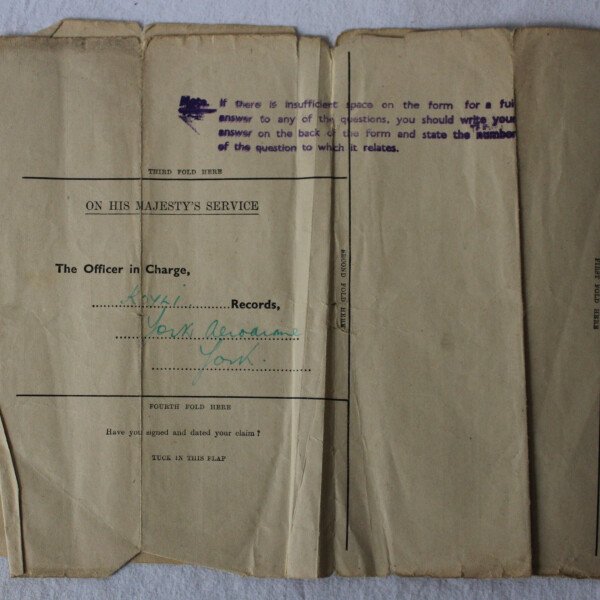 Note. If there is insufficient space on the form for a full
answer to any of the questions, you should write your
answer on the back of the form and state the number
of the question to which it relates.
THIRD FOLD HERE
ON HIS MAJESTY'S SERVICE
The Officer in Charge,
Records,
York Aerodrome
York.
SECOND FOLD HERE
FIRST FOLD HERE
FOURTH FOLD HERE
Have you signed and dated your claim?
TUCK IN THIS FLAP